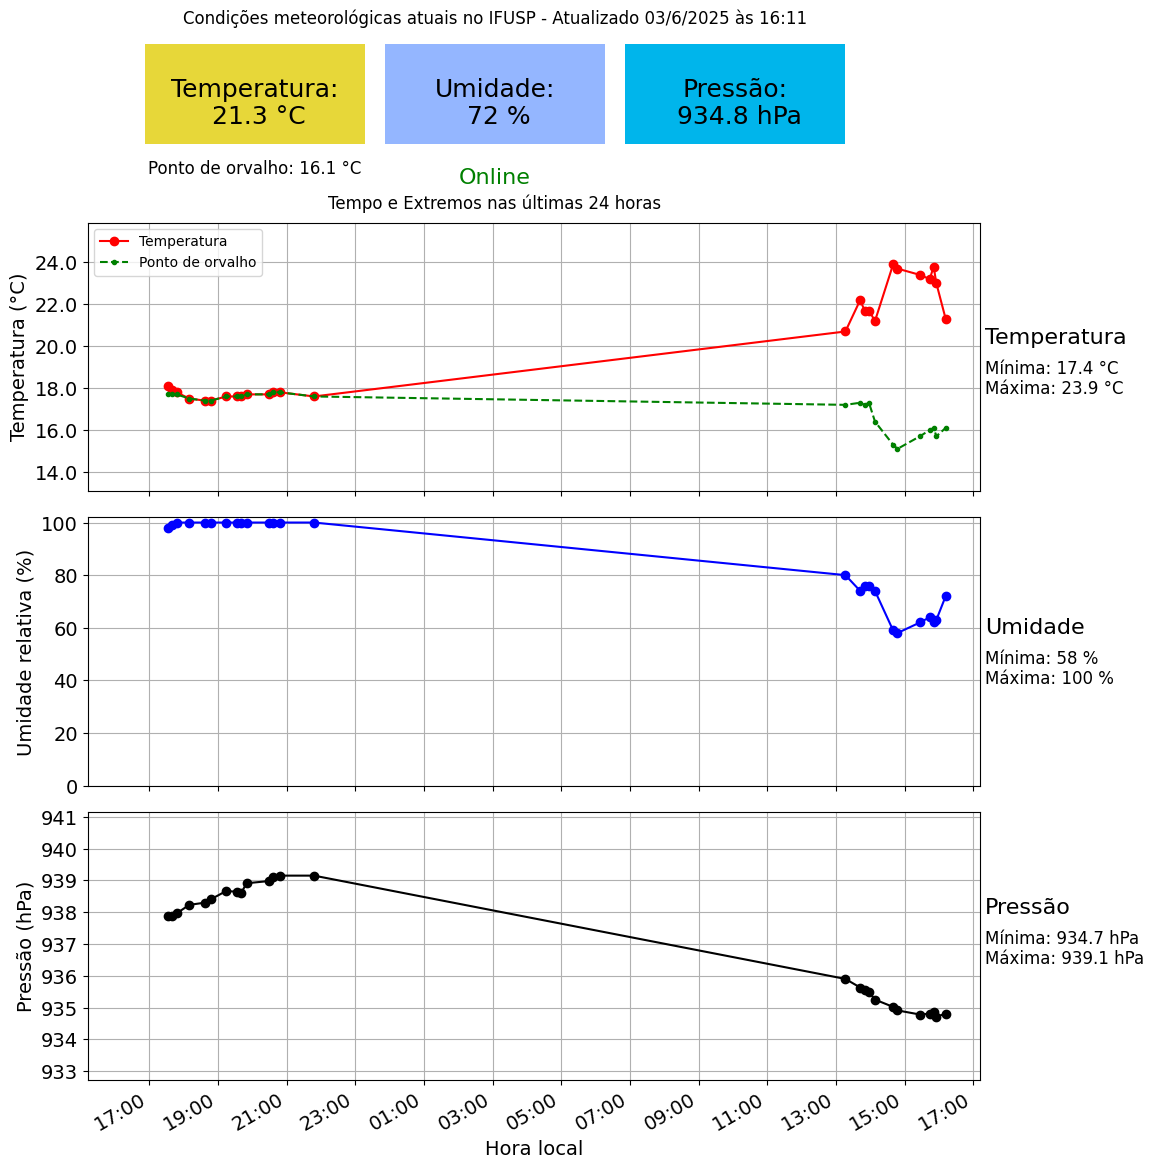 Condições meteorológicas atuais no IFUSP - Atualizado 03/6/2025 às 16:11
Temperatura:
21.3 °C
Umidade:
72 %
Pressão:
934.8 hPa
Ponto de orvalho: 16.1 °C
Online
Tempo e Extremos nas últimas 24 horas
Temperatura
Ponto de orvalho
Temperatura (°C)
24.0
22.0
20.0
18.0
16.0
14.0
Temperatura
Mínima: 17.4 °C
Máxima: 23.9 °C
Umidade relativa (%)
100
80
60
40
20
0
Umidade
Mínima: 58 %
Máxima: 100 %
Pressão (hPa)
941
940
939
938
937
936
935
934
933
Pressão
Mínima: 934.7 hPa
Máxima: 939.1 hPa
17:00 19:00 21:00 23:00 01:00 03:00 05:00 07:00 09:00 11:00 13:00 15:00 17:00
Hora local